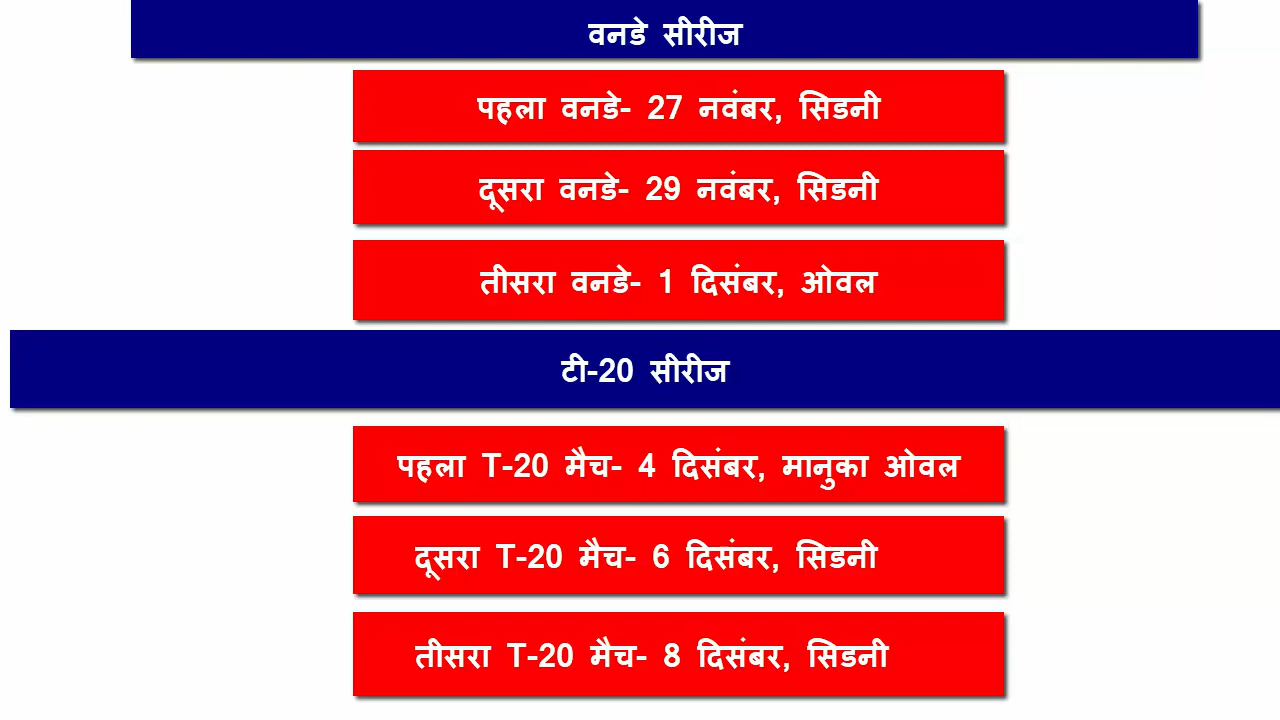 वनडे सीरीज
पहला वनडे- 27 नवंबर, सिडनी
दूसरा वनडे- 29 नवंबर, सिडनी
तीसरा वनडे- 1 दिसंबर, ओवल
टी-20 सीरीज
पहला T-20 मैच- 4 दिसंबर, मानुका ओवल
दूसरा T-20 मैच- 6 दिसंबर, सिडनी
तीसरा T-20 मैच- 8 दिसंबर, सिडनी